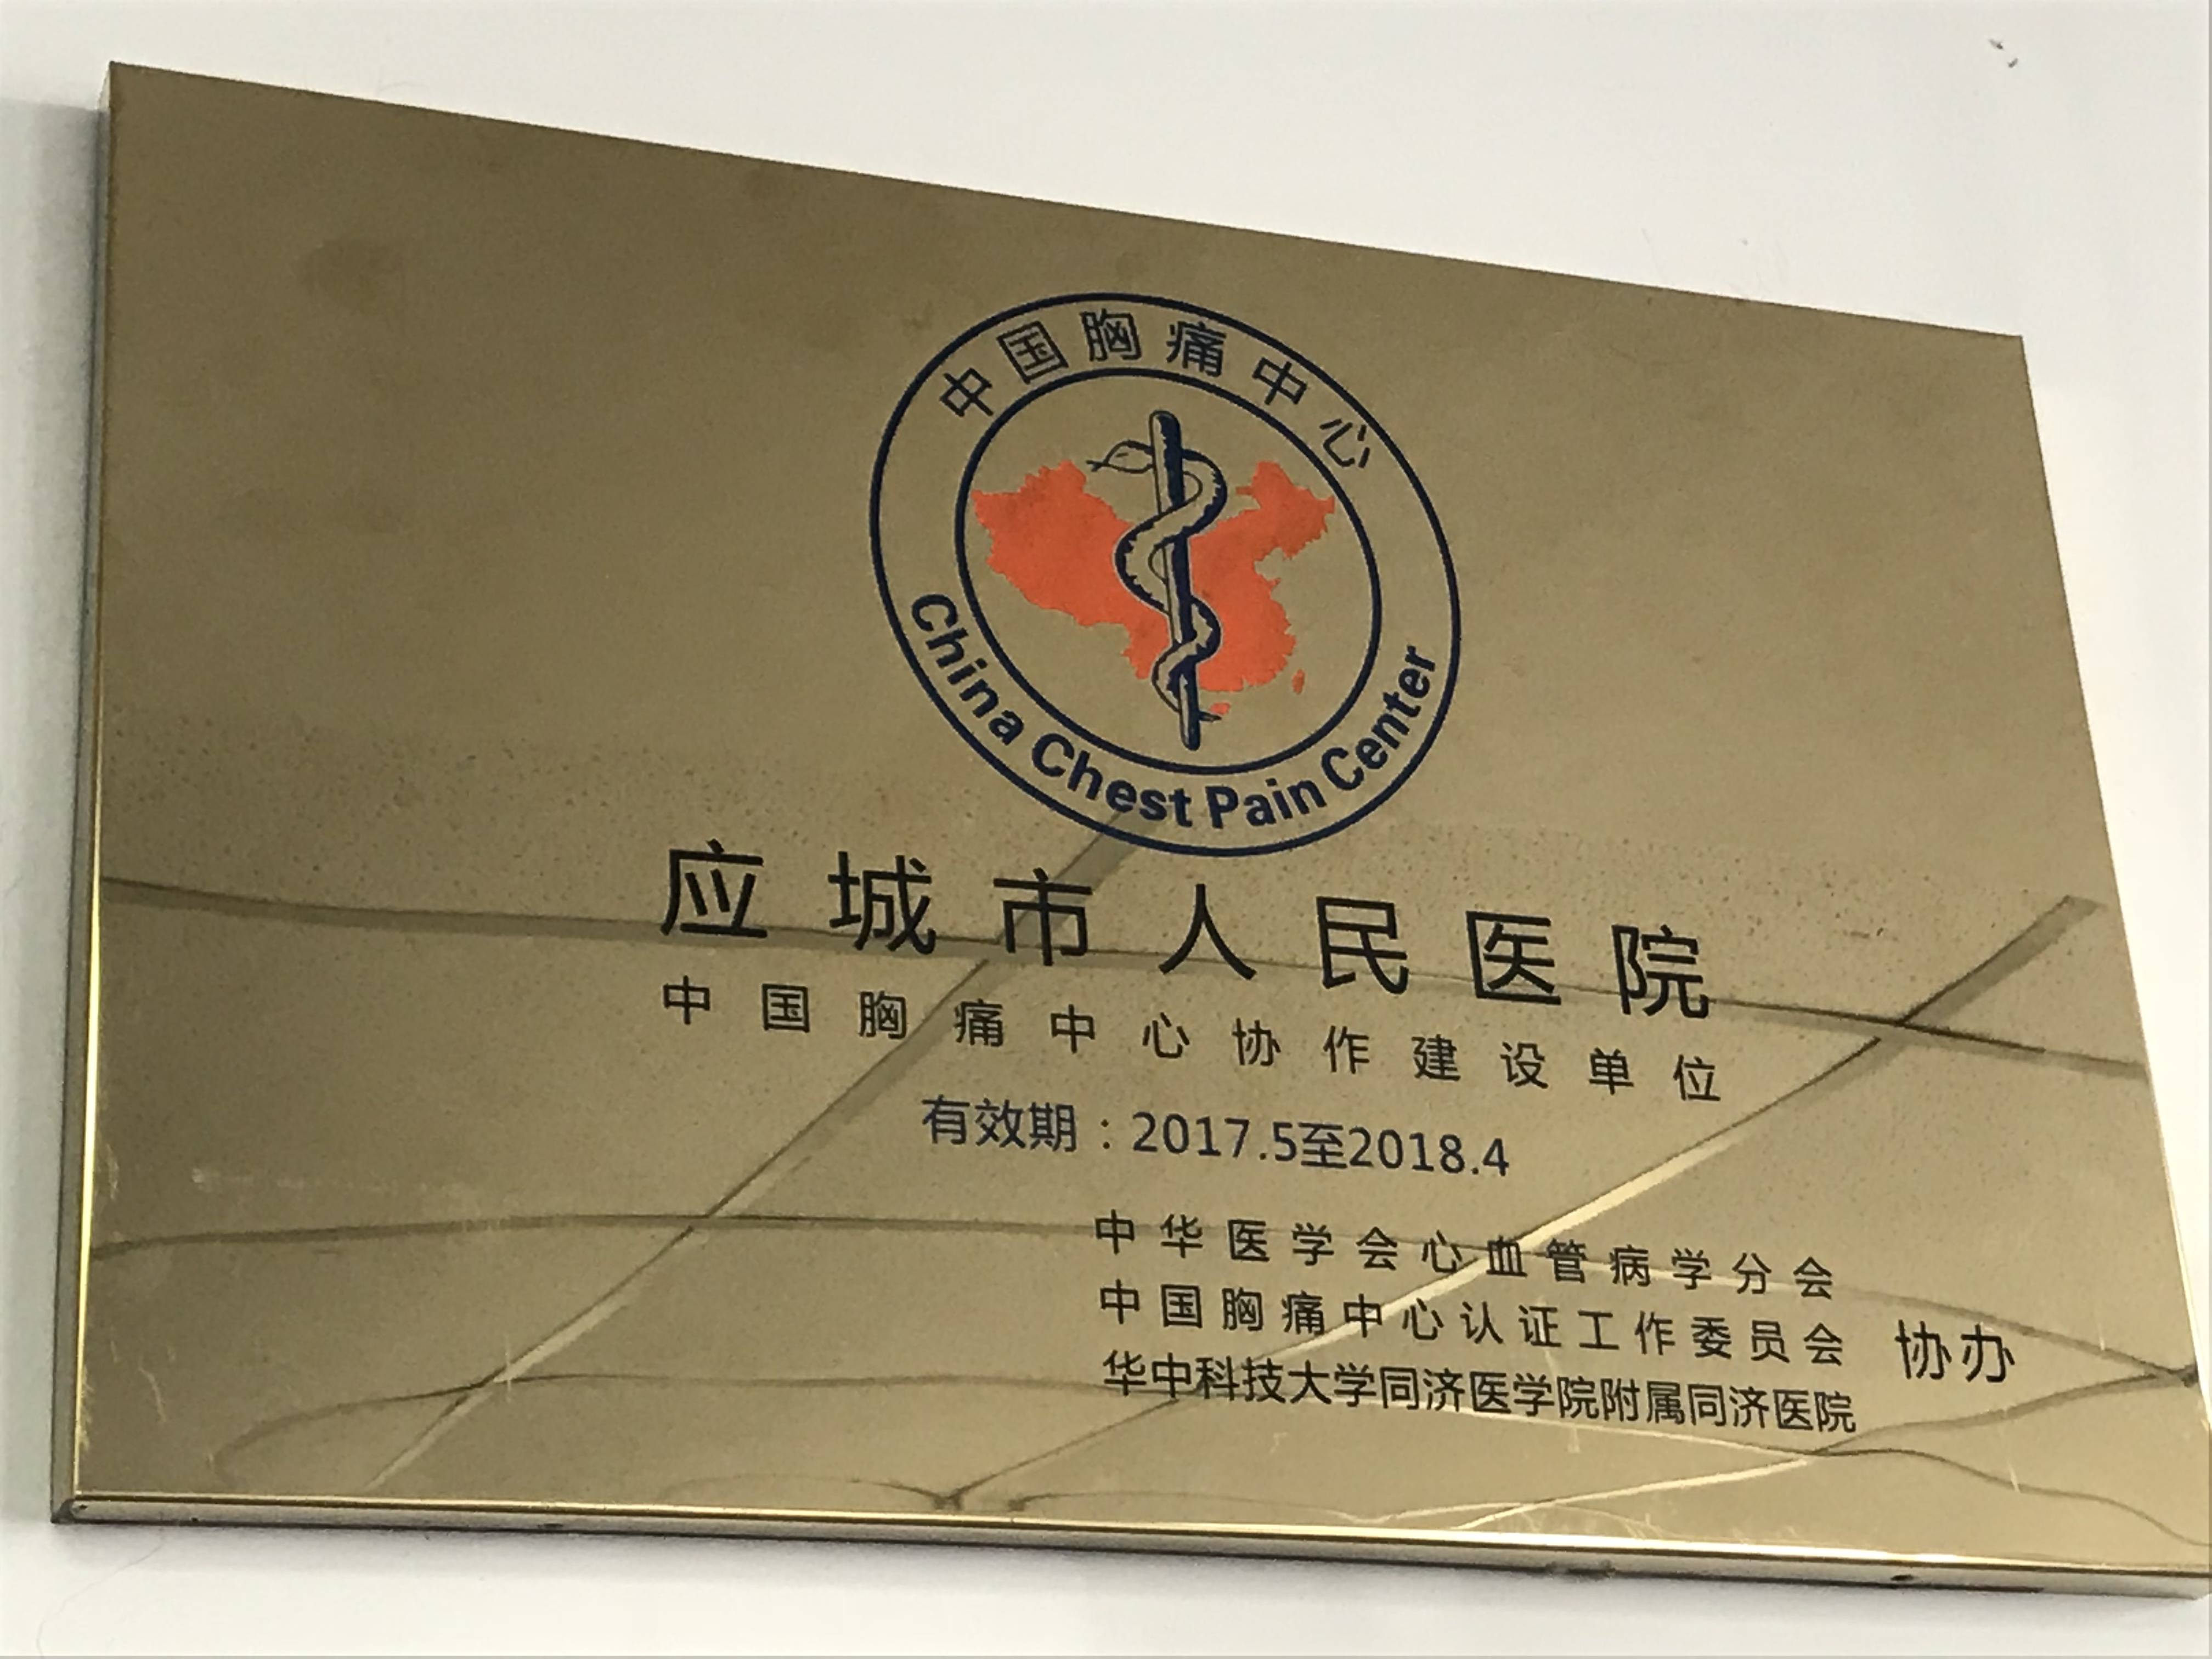 中国胸痛中心
China Chest Pain Center
应城市人民医院
中国胸痛中心协作建设单位
有效期：2017.5至2018.4
中华医学会心血管病学分会
中国胸痛中心认证工作委员会 协办
华中科技大学同济医学院附属同济医院